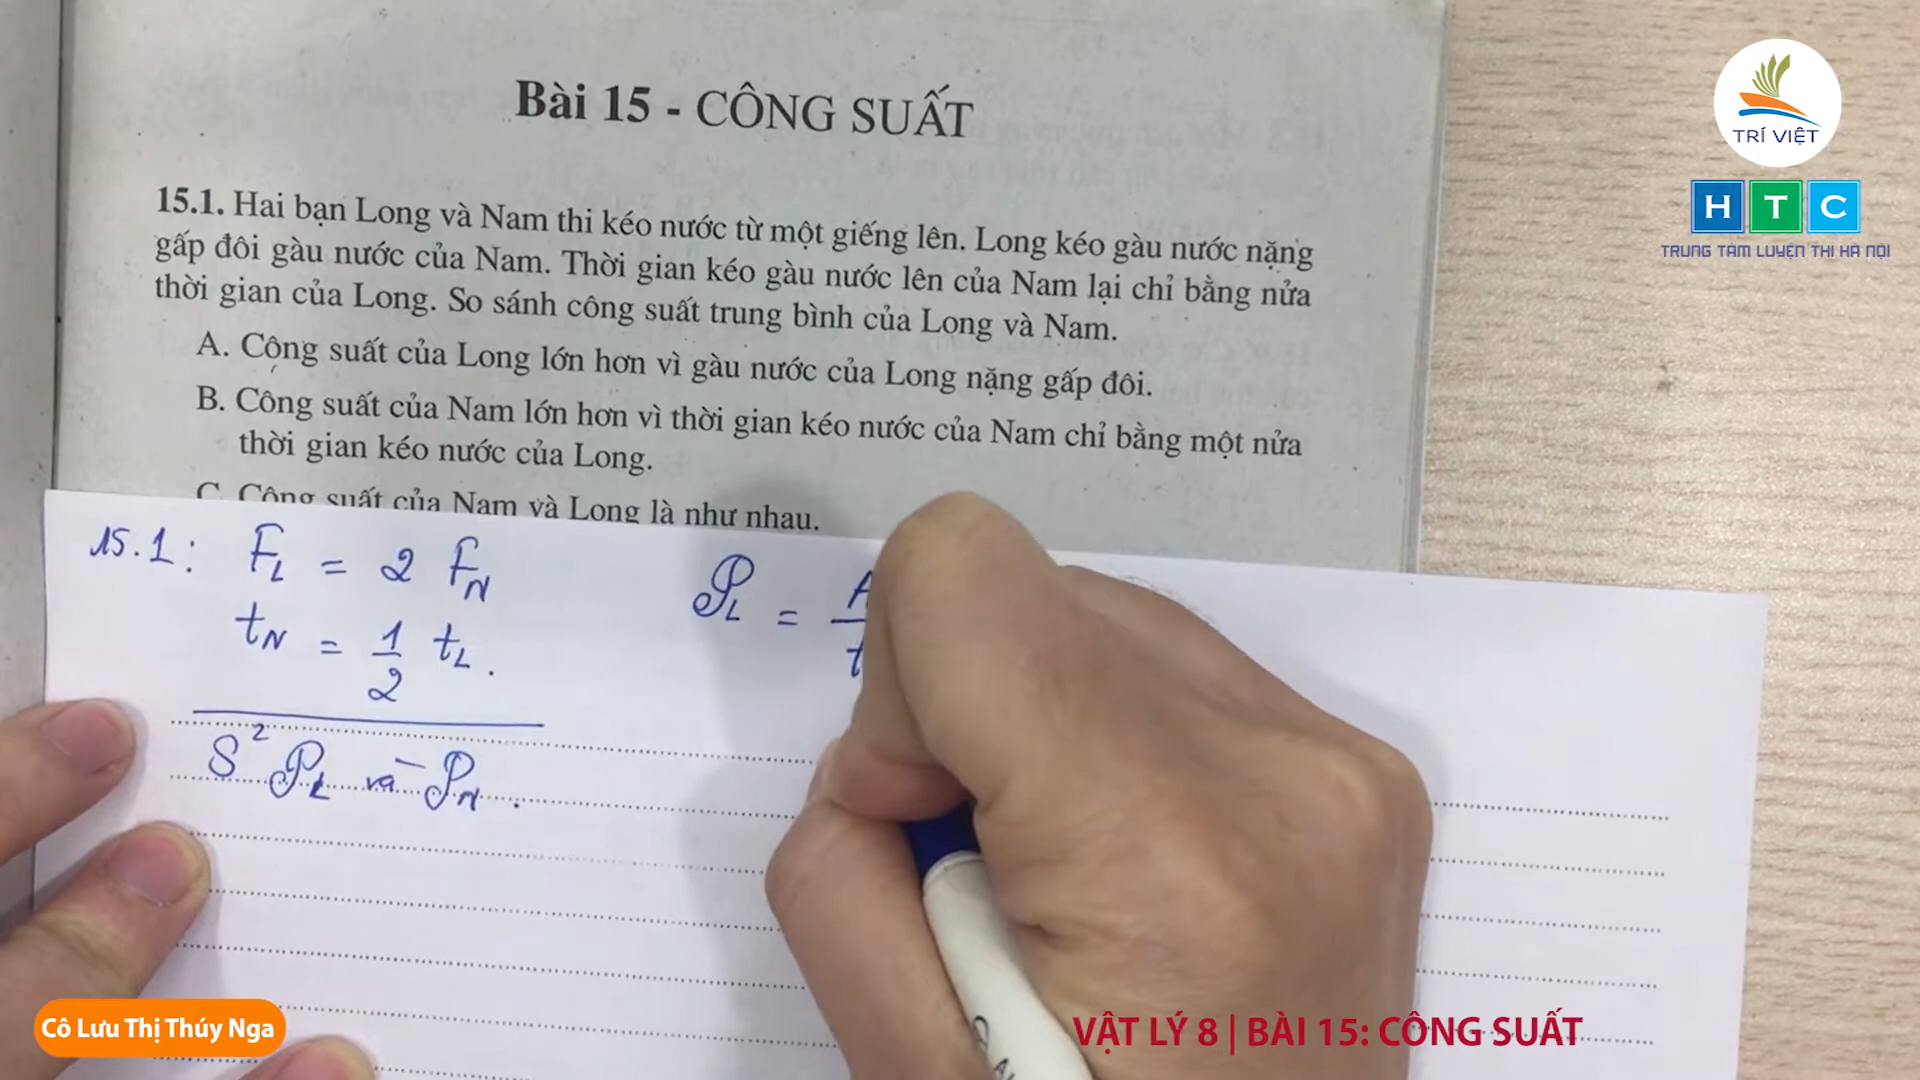 Bài 15 - CÔNG SUẤT
15.1. Hai bạn Long và Nam thi kéo nước từ một giếng lên. Long kéo gàu nước nặng
gấp đôi gàu nước của Nam. Thời gian kéo gàu nước lên của Nam lại chỉ bằng nửa
thời gian của Long. So sánh công suất trung bình của Long và Nam.
A. Công suất của Long lớn hơn vì gàu nước của Long nặng gấp đôi.
B. Công suất của Nam lớn hơn vì thời gian kéo nước của Nam chỉ bằng một nửa
thời gian kéo nước của Long.
C. Công suất của Nam và Long là như nhau.
15.1: F_L = 2 F_N
t_N = 1/2 t_L.
S² 𝒫_L và 𝒫_N.
𝒫_L = A/t
TRÍ VIỆT
HTC
TRUNG TÂM LUYỆN THI HÀ NỘI
Cô Lưu Thị Thúy Nga
VẬT LÝ 8 | BÀI 15: CÔNG SUẤT